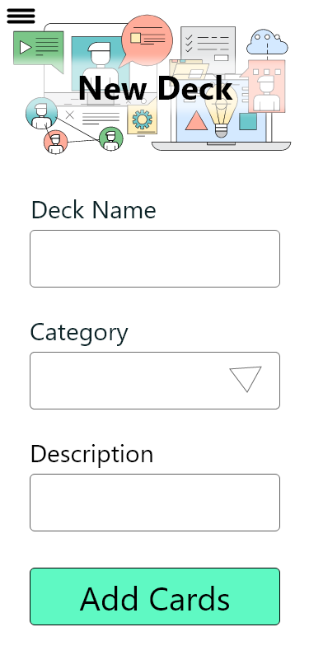 New Deck
Deck Name
Category
Description
Add Cards